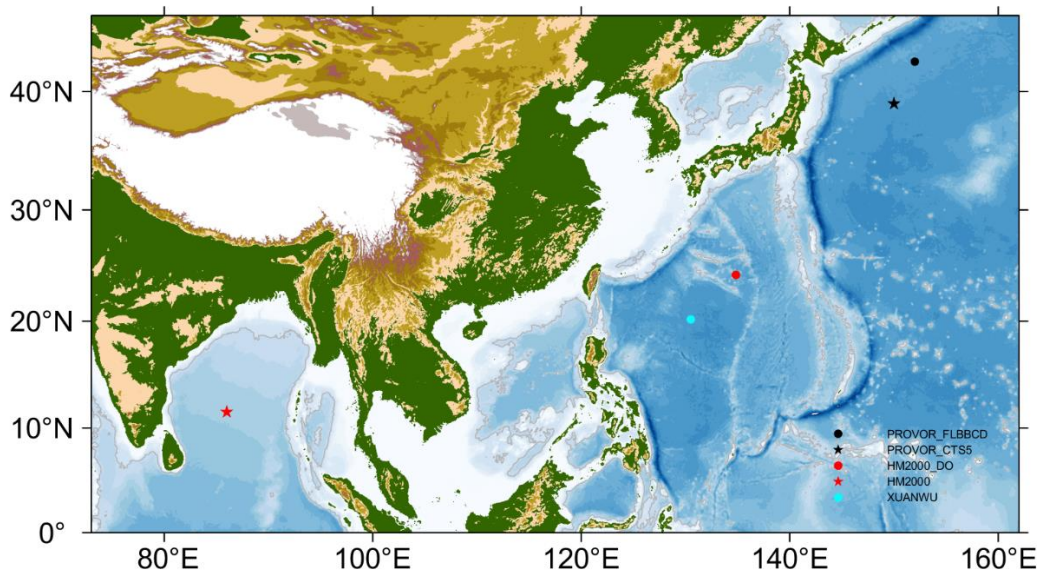 40°N
30°N
20°N
10°N
0°
80°E
100°E
120°E
140°E
160°E
PROVOR_FLBBCD
PROVOR_CTS5
HM2000_DO
HM2000
XUANWU